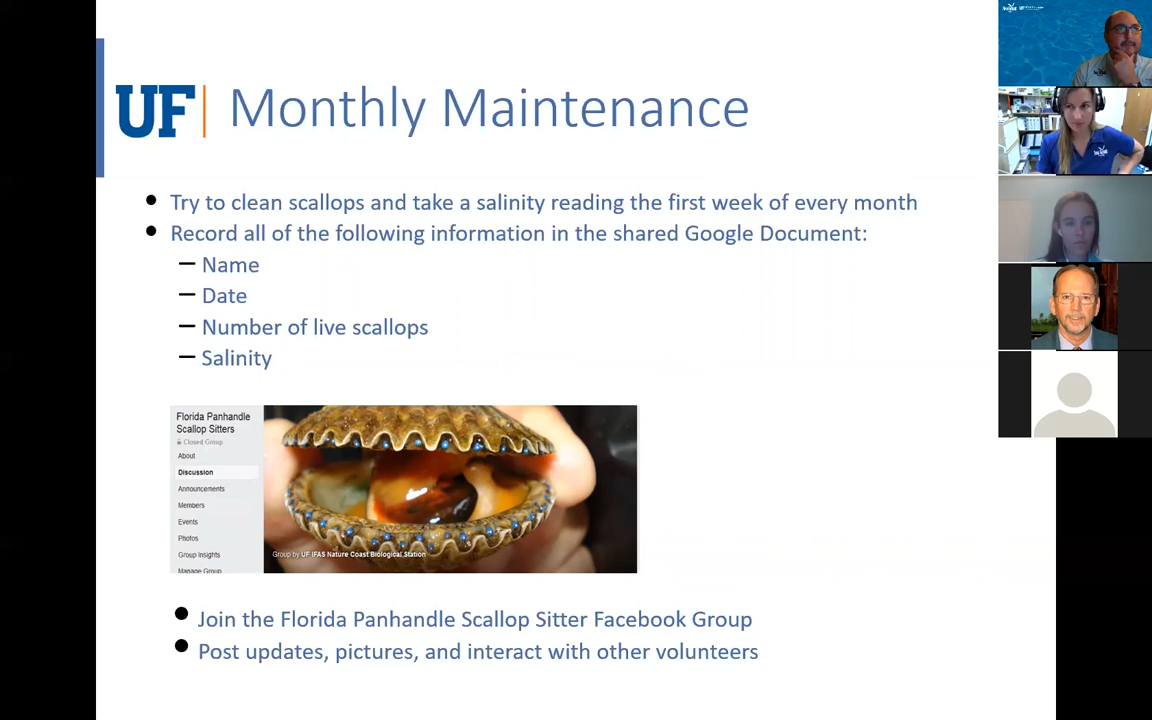 UF
Monthly Maintenance
Try to clean scallops and take a salinity reading the first week of every month
Record all of the following information in the shared Google Document:
Name
Date
Number of live scallops
Salinity
Florida Panhandle
Scallop Sitters
Closed Group
About
Discussion
Announcements
Members
Events
Photos
Group Insights
Manage Group
Group by UF IFAS Nature Coast Biological Station
Join the Florida Panhandle Scallop Sitter Facebook Group
Post updates, pictures, and interact with other volunteers